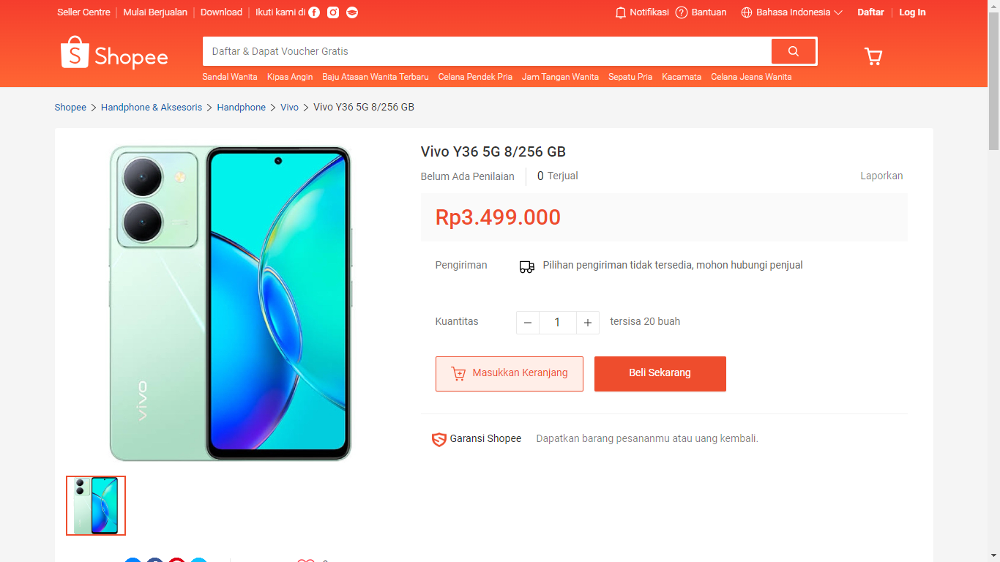 Seller Centre Mulai Berjualan Download Ikuti kami di Notifikasi Bantuan Bahasa Indonesia Daftar Log In
Shopee
Daftar & Dapat Voucher Gratis
Sandal Wanita Kipas Angin Baju Atasan Wanita Terbaru Celana Pendek Pria Jam Tangan Wanita Sepatu Pria Kacamata Celana Jeans Wanita
Shopee > Handphone & Aksesoris > Handphone > Vivo > Vivo Y36 5G 8/256 GB
vivo
Vivo Y36 5G 8/256 GB
Belum Ada Penilaian 0 Terjual Laporkan
Rp3.499.000
Pengiriman Pilihan pengiriman tidak tersedia, mohon hubungi penjual
Kuantitas − 1 + tersisa 20 buah
Masukkan Keranjang Beli Sekarang
Garansi Shopee Dapatkan barang pesananmu atau uang kembali.